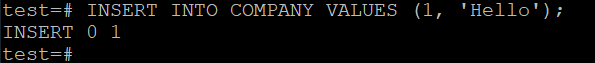 test=# INSERT INTO COMPANY VALUES (1, 'Hello');
INSERT 0 1
test=#